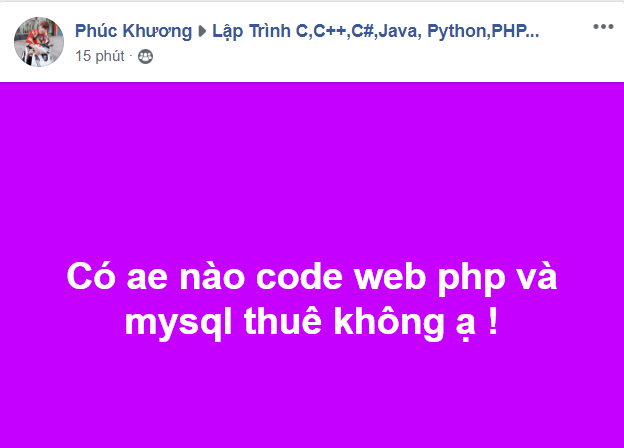 Phúc Khương ▸ Lập Trình C,C++,C#,Java, Python,PHP...
15 phút ·
Có ae nào code web php và
mysql thuê không ạ !